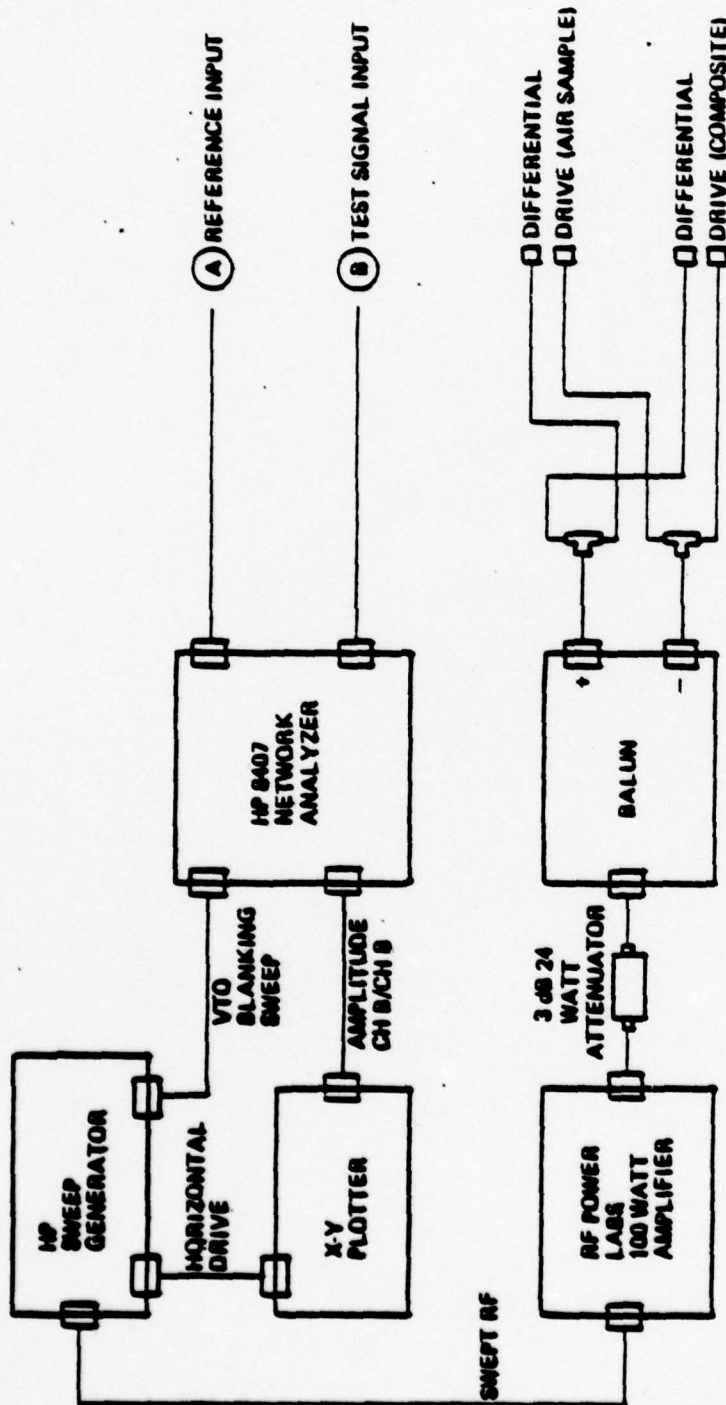 HP
SWEEP
GENERATOR
HORIZONTAL
DRIVE
X-Y
PLOTTER
VTO
BLANKING
SWEEP
AMPLITUDE
CH B/CH B
HP 8407
NETWORK
ANALYZER
A REFERENCE INPUT
B TEST SIGNAL INPUT
SWEPT RF
RF POWER
LABS
100 WATT
AMPLIFIER
3 dB 24
WATT
ATTENUATOR
BALUN
+
−
DIFFERENTIAL
DRIVE (AIR SAMPLE)
DIFFERENTIAL
DRIVE (COMPOSITE)